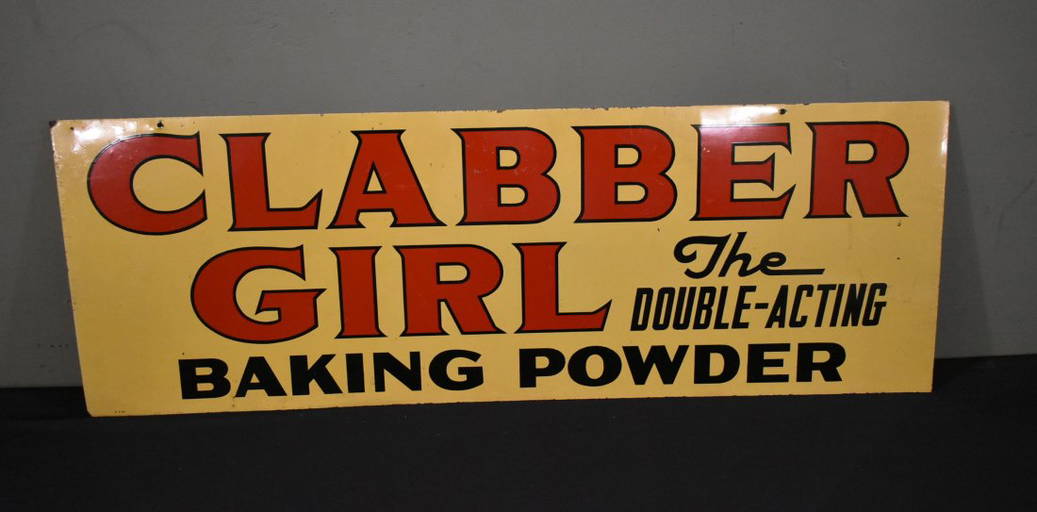 CLABBER
GIRL The
DOUBLE-ACTING
BAKING POWDER